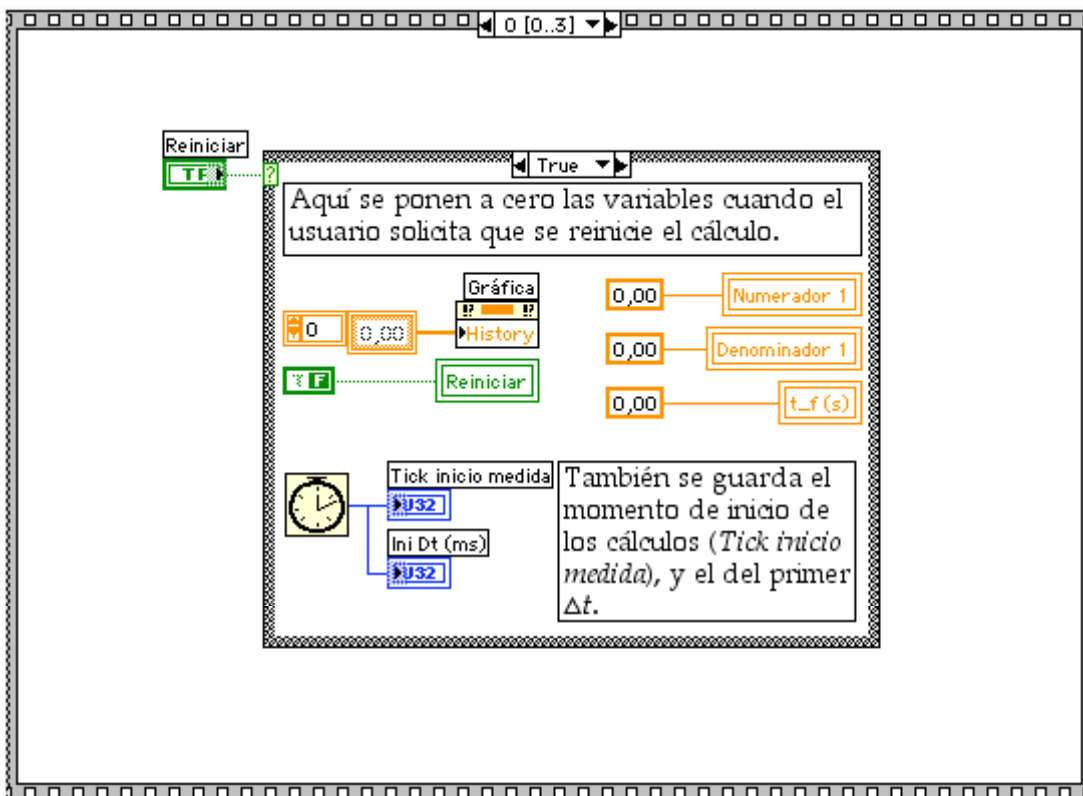 0 [0..3]
Reiniciar
TF
?
True
Aquí se ponen a cero las variables cuando el
usuario solicita que se reinicie el cálculo.
Gráfica
!? !?
History
0
0,00
0,00
Numerador 1
0,00
Denominador 1
F
Reiniciar
0,00
t_f (s)
Tick inicio medida
U32
Ini Dt (ms)
U32
También se guarda el
momento de inicio de
los cálculos (Tick inicio
medida), y el del primer
Δt.